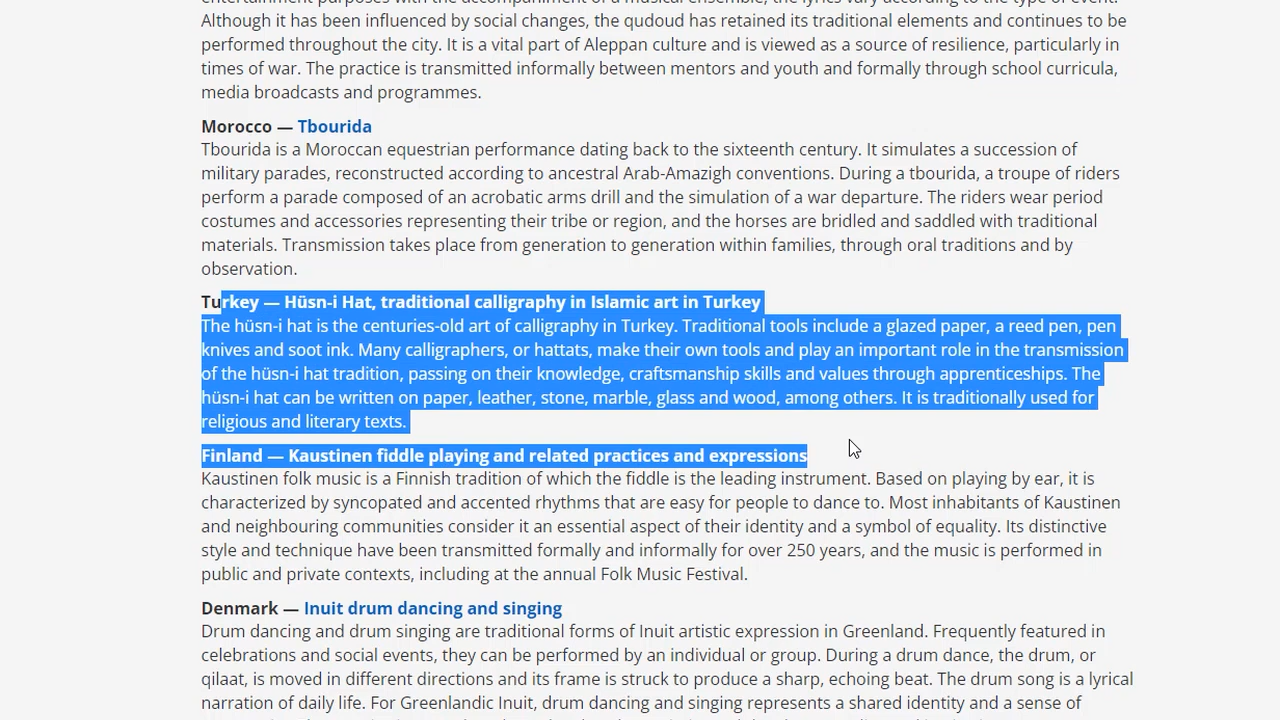 entertainment purposes with the accompaniment of a musical ensemble, the lyrics vary according to the type of event.
Although it has been influenced by social changes, the qudoud has retained its traditional elements and continues to be
performed throughout the city. It is a vital part of Aleppan culture and is viewed as a source of resilience, particularly in
times of war. The practice is transmitted informally between mentors and youth and formally through school curricula,
media broadcasts and programmes.
Morocco — Tbourida
Tbourida is a Moroccan equestrian performance dating back to the sixteenth century. It simulates a succession of
military parades, reconstructed according to ancestral Arab-Amazigh conventions. During a tbourida, a troupe of riders
perform a parade composed of an acrobatic arms drill and the simulation of a war departure. The riders wear period
costumes and accessories representing their tribe or region, and the horses are bridled and saddled with traditional
materials. Transmission takes place from generation to generation within families, through oral traditions and by
observation.
Turkey — Hüsn-i Hat, traditional calligraphy in Islamic art in Turkey
The hüsn-i hat is the centuries-old art of calligraphy in Turkey. Traditional tools include a glazed paper, a reed pen, pen
knives and soot ink. Many calligraphers, or hattats, make their own tools and play an important role in the transmission
of the hüsn-i hat tradition, passing on their knowledge, craftsmanship skills and values through apprenticeships. The
hüsn-i hat can be written on paper, leather, stone, marble, glass and wood, among others. It is traditionally used for
religious and literary texts.
Finland — Kaustinen fiddle playing and related practices and expressions
Kaustinen folk music is a Finnish tradition of which the fiddle is the leading instrument. Based on playing by ear, it is
characterized by syncopated and accented rhythms that are easy for people to dance to. Most inhabitants of Kaustinen
and neighbouring communities consider it an essential aspect of their identity and a symbol of equality. Its distinctive
style and technique have been transmitted formally and informally for over 250 years, and the music is performed in
public and private contexts, including at the annual Folk Music Festival.
Denmark — Inuit drum dancing and singing
Drum dancing and drum singing are traditional forms of Inuit artistic expression in Greenland. Frequently featured in
celebrations and social events, they can be performed by an individual or group. During a drum dance, the drum, or
qilaat, is moved in different directions and its frame is struck to produce a sharp, echoing beat. The drum song is a lyrical
narration of daily life. For Greenlandic Inuit, drum dancing and singing represents a shared identity and a sense of